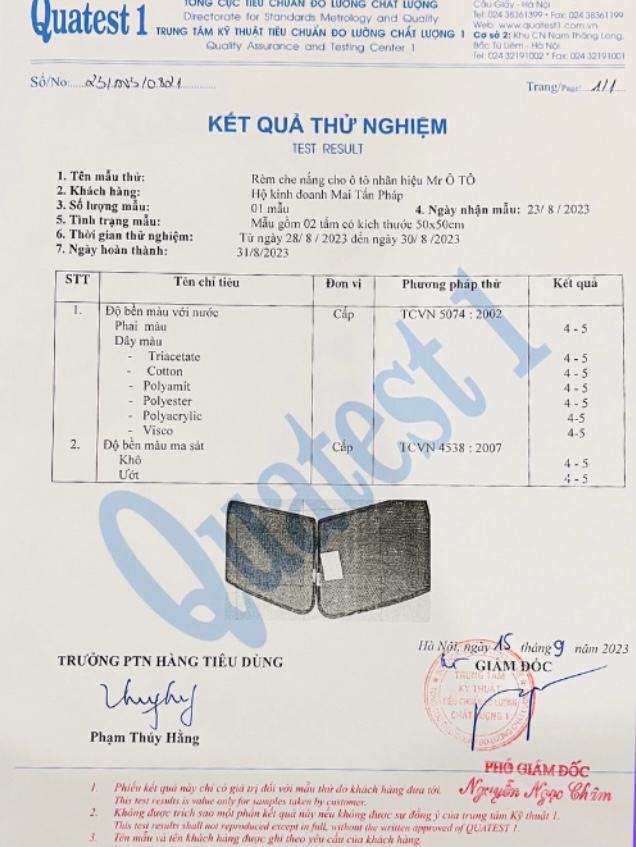 Quatest 1
TỔNG CỤC TIÊU CHUẨN ĐO LƯỜNG CHẤT LƯỢNG
Directorate for Standards Metrology and Quality
TRUNG TÂM KỸ THUẬT TIÊU CHUẨN ĐO LƯỜNG CHẤT LƯỢNG 1
Quality Assurance and Testing Center 1
Cầu Giấy - Hà Nội
Tel: 024 38361399 * Fax: 024 38361199
Web: www.quatest1.com.vn
Cơ sở 2: Khu CN Nam Thăng Long,
Bắc Từ Liêm - Hà Nội
Tel: 024 32191002 * Fax: 024 32191001
Số/No:
Trang/Page: 1/1
KẾT QUẢ THỬ NGHIỆM
TEST RESULT
1. Tên mẫu thử: Rèm che nắng cho ô tô nhãn hiệu Mr Ô TÔ
2. Khách hàng: Hộ kinh doanh Mai Tấn Pháp
3. Số lượng mẫu: 01 mẫu 4. Ngày nhận mẫu: 23/ 8 / 2023
5. Tình trạng mẫu: Mẫu gồm 02 tấm có kích thước 50x50cm
6. Thời gian thử nghiệm: Từ ngày 28/ 8 / 2023 đến ngày 30/ 8 /2023
7. Ngày hoàn thành: 31/8/2023
STT Tên chỉ tiêu Đơn vị Phương pháp thử Kết quả
1. Độ bền màu với nước Cấp TCVN 5074 : 2002
Phai màu 4 - 5
Dây màu
- Triacetate 4 - 5
- Cotton 4 - 5
- Polyamit 4 - 5
- Polyester 4 - 5
- Polyacrylic 4-5
- Visco 4-5
2. Độ bền màu ma sát Cấp TCVN 4538 : 2007
Khô 4 - 5
Ướt 4 - 5
Quatest 1
Hà Nội, ngày 15 tháng 9 năm 2023
TRƯỞNG PTN HÀNG TIÊU DÙNG
GIÁM ĐỐC
TRUNG TÂM
KỸ THUẬT
TIÊU CHUẨN ĐO LƯỜNG
CHẤT LƯỢNG 1
Phạm Thúy Hằng
PHÓ GIÁM ĐỐC
Nguyễn Ngọc Châm
1. Phiếu kết quả này chỉ có giá trị đối với mẫu thử do khách hàng đưa tới.
This test results is value only for samples taken by customer.
2. Không được trích sao một phần kết quả này nếu không được sự đồng ý của trung tâm Kỹ thuật 1.
This test results shall not reproduced except in full, without the written approved of QUATEST 1.
3. Tên mẫu và tên khách hàng được ghi theo yêu cầu của khách hàng